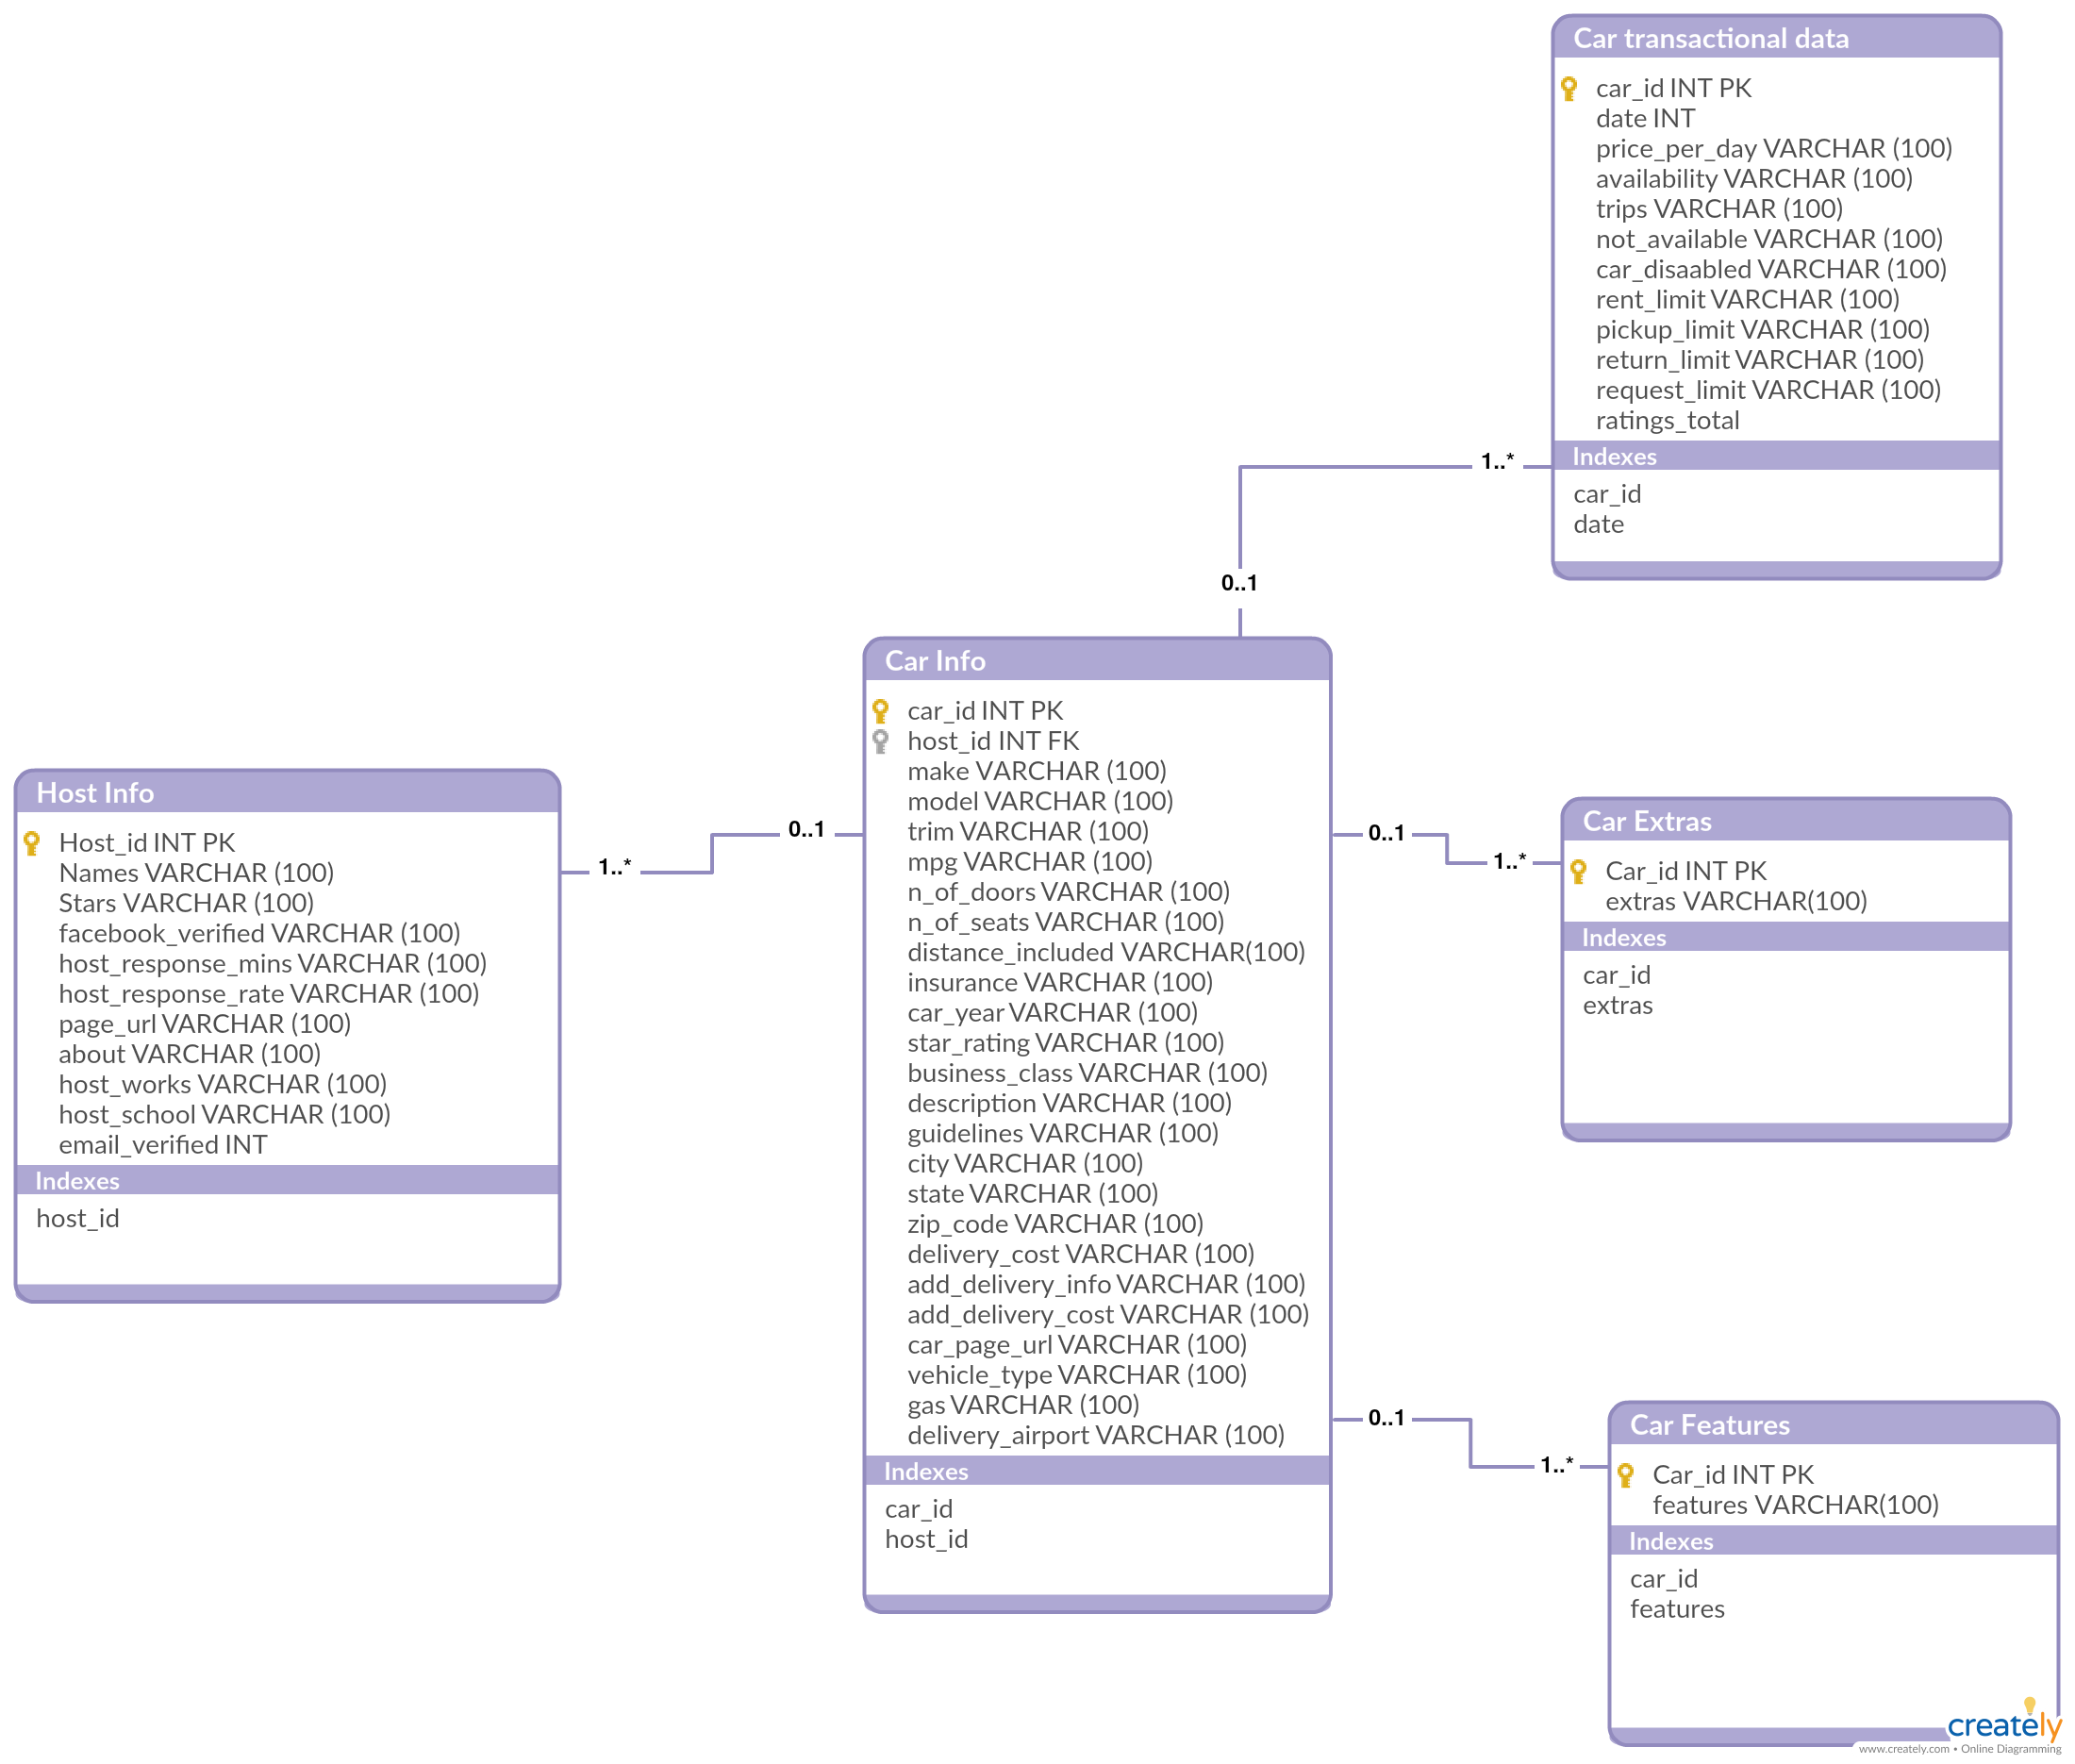 Car transactional data
car_id INT PK
date INT
price_per_day VARCHAR (100)
availability VARCHAR (100)
trips VARCHAR (100)
not_available VARCHAR (100)
car_disaabled VARCHAR (100)
rent_limit VARCHAR (100)
pickup_limit VARCHAR (100)
return_limit VARCHAR (100)
request_limit VARCHAR (100)
ratings_total
Indexes
car_id
date
1..*
0..1
Host Info
Host_id INT PK
Names VARCHAR (100)
Stars VARCHAR (100)
facebook_verified VARCHAR (100)
host_response_mins VARCHAR (100)
host_response_rate VARCHAR (100)
page_url VARCHAR (100)
about VARCHAR (100)
host_works VARCHAR (100)
host_school VARCHAR (100)
email_verified INT
Indexes
host_id
1..*
0..1
Car Info
car_id INT PK
host_id INT FK
make VARCHAR (100)
model VARCHAR (100)
trim VARCHAR (100)
mpg VARCHAR (100)
n_of_doors VARCHAR (100)
n_of_seats VARCHAR (100)
distance_included VARCHAR(100)
insurance VARCHAR (100)
car_year VARCHAR (100)
star_rating VARCHAR (100)
business_class VARCHAR (100)
description VARCHAR (100)
guidelines VARCHAR (100)
city VARCHAR (100)
state VARCHAR (100)
zip_code VARCHAR (100)
delivery_cost VARCHAR (100)
add_delivery_info VARCHAR (100)
add_delivery_cost VARCHAR (100)
car_page_url VARCHAR (100)
vehicle_type VARCHAR (100)
gas VARCHAR (100)
delivery_airport VARCHAR (100)
Indexes
car_id
host_id
0..1
1..*
Car Extras
Car_id INT PK
extras VARCHAR(100)
Indexes
car_id
extras
0..1
1..*
Car Features
Car_id INT PK
features VARCHAR(100)
Indexes
car_id
features
creately
www.creately.com • Online Diagramming